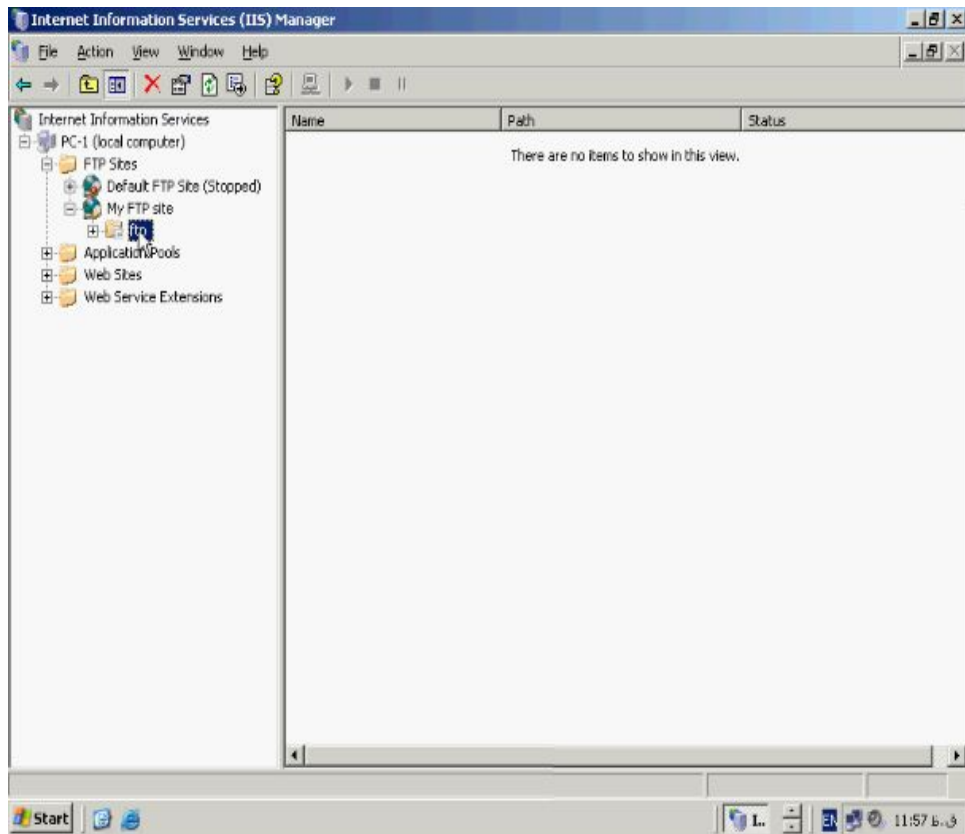 Internet Information Services (IIS) Manager
File Action View Window Help
Internet Information Services
PC-1 (local computer)
FTP Sites
Default FTP Site (Stopped)
My FTP site
ftp
Application Pools
Web Sites
Web Service Extensions
Name Path Status
There are no items to show in this view.
Start
I..
EN
11:57 ق.ظ